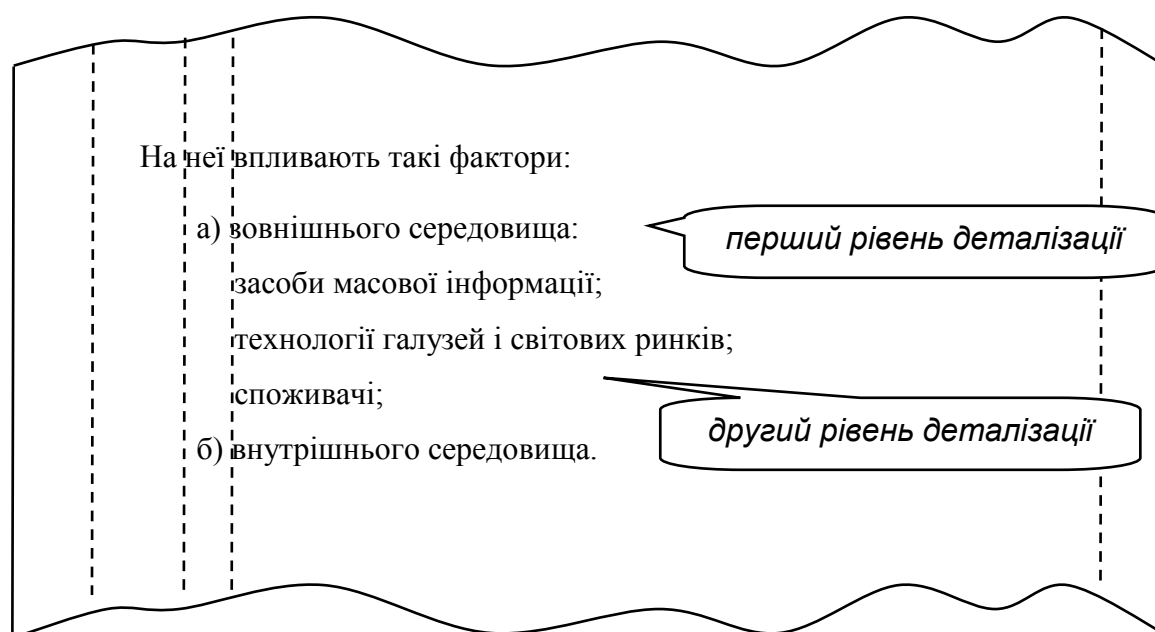 На неї впливають такі фактори:
а) зовнішнього середовища:
перший рівень деталізації
засоби масової інформації;
технології галузей і світових ринків;
споживачі;
другий рівень деталізації
б) внутрішнього середовища.